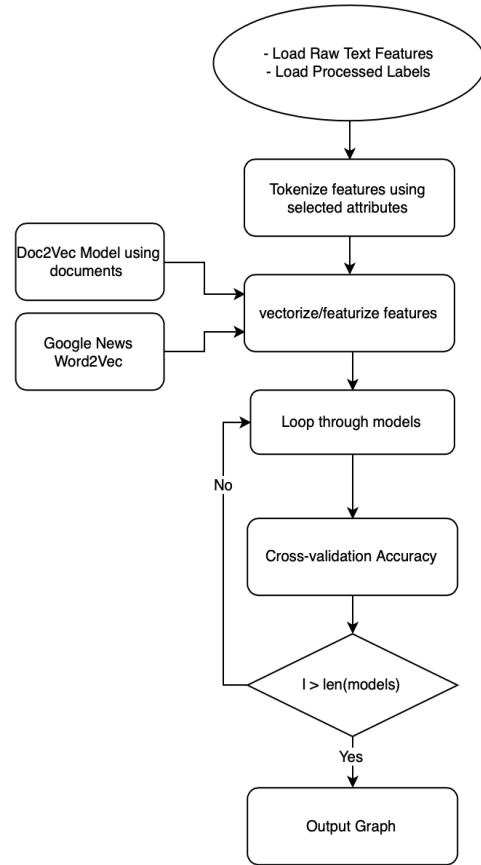 - Load Raw Text Features
- Load Processed Labels
Tokenize features using
selected attributes
Doc2Vec Model using
documents
vectorize/featurize features
Google News
Word2Vec
Loop through models
No
Cross-validation Accuracy
I > len(models)
Yes
Output Graph